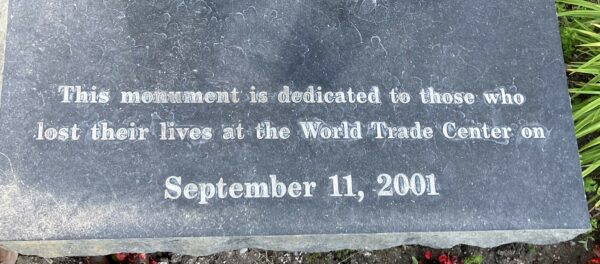 This monument is dedicated to those who
lost their lives at the World Trade Center on
September 11, 2001